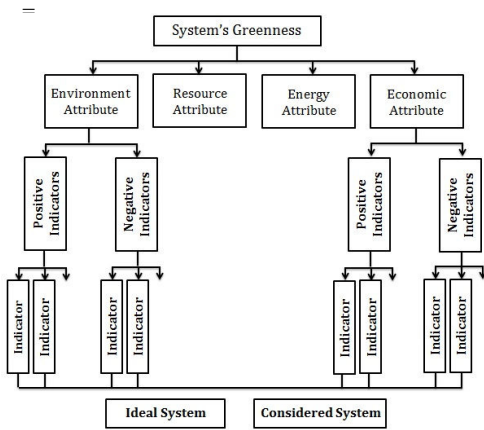 System's Greenness
Environment
Attribute
Resource
Attribute
Energy
Attribute
Economic
Attribute
Positive
Indicators
Negative
Indicators
Positive
Indicators
Negative
Indicators
Indicator
Indicator
Indicator
Indicator
Indicator
Indicator
Indicator
Indicator
Ideal System
Considered System